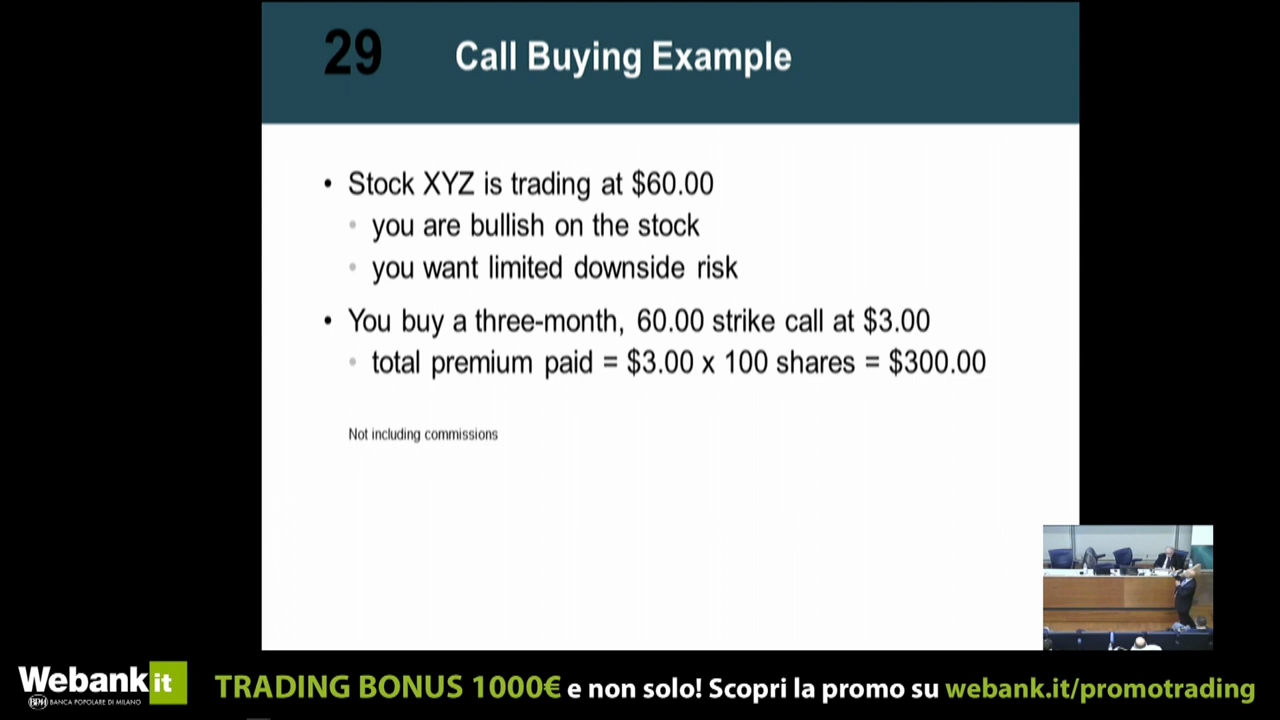 29 Call Buying Example
• Stock XYZ is trading at $60.00
• you are bullish on the stock
• you want limited downside risk
• You buy a three-month, 60.00 strike call at $3.00
• total premium paid = $3.00 x 100 shares = $300.00
Not including commissions
Webank.it
BPM BANCA POPOLARE DI MILANO
TRADING BONUS 1000€ e non solo! Scopri la promo su webank.it/promotrading